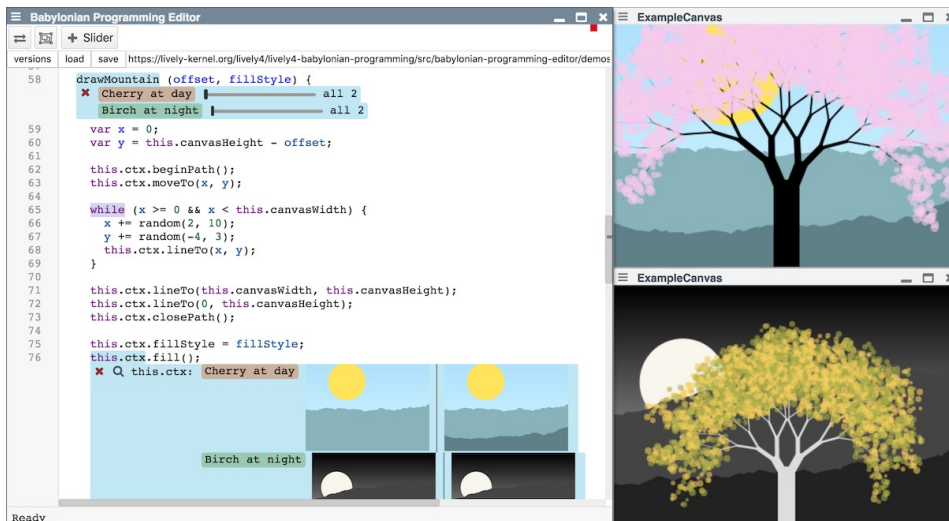 Babylonian Programming Editor
+ Slider
versions load save https://lively-kernel.org/lively4/lively4-babylonian-programming/src/babylonian-programming-editor/demos
58 drawMountain (offset, fillStyle) {
Cherry at day all 2
Birch at night all 2
59 var x = 0;
60 var y = this.canvasHeight - offset;
61
62 this.ctx.beginPath();
63 this.ctx.moveTo(x, y);
64
65 while (x >= 0 && x < this.canvasWidth) {
66 x += random(2, 10);
67 y += random(-4, 3);
68 this.ctx.lineTo(x, y);
69 }
70
71 this.ctx.lineTo(this.canvasWidth, this.canvasHeight);
72 this.ctx.lineTo(0, this.canvasHeight);
73 this.ctx.closePath();
74
75 this.ctx.fillStyle = fillStyle;
76 this.ctx.fill();
this.ctx: Cherry at day
Birch at night
Ready
ExampleCanvas
ExampleCanvas